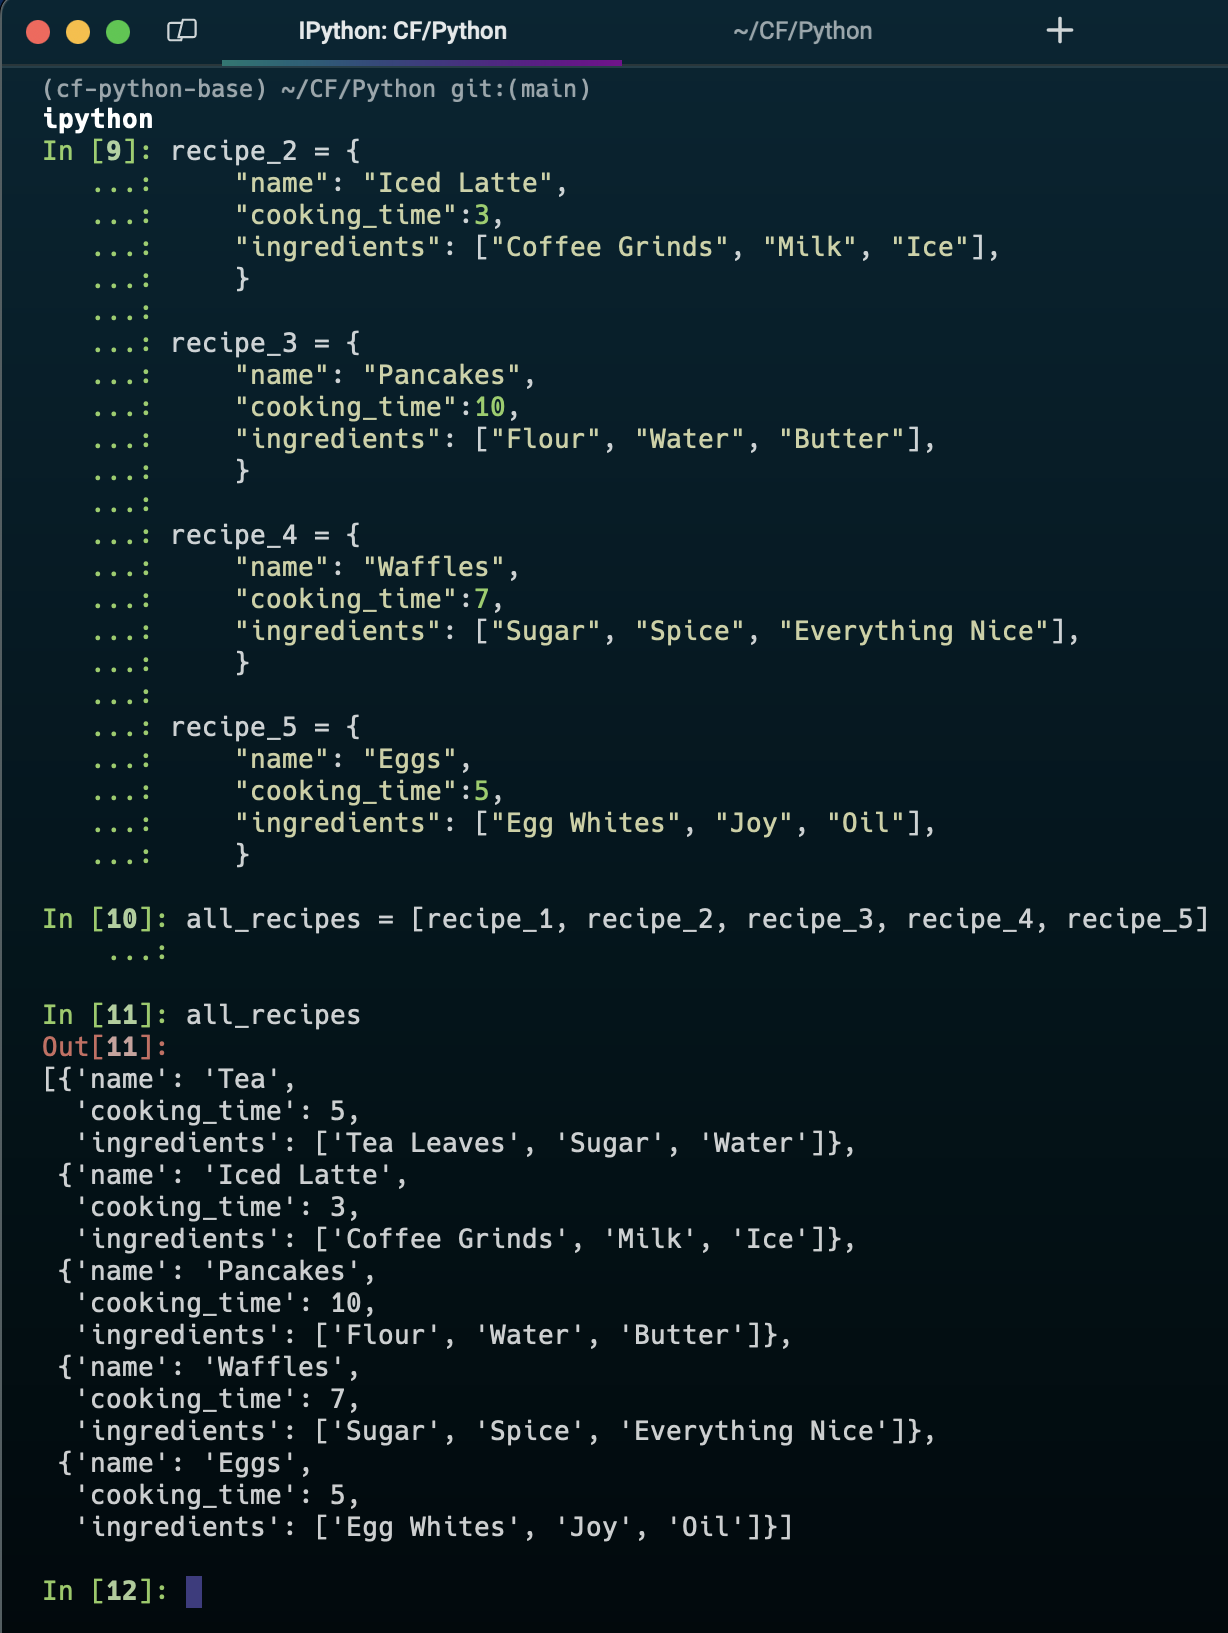 IPython: CF/Python ~/CF/Python +
(cf-python-base) ~/CF/Python git:(main)
ipython
In [9]: recipe_2 = {
   ...:     "name": "Iced Latte",
   ...:     "cooking_time":3,
   ...:     "ingredients": ["Coffee Grinds", "Milk", "Ice"],
   ...:     }
   ...:
   ...: recipe_3 = {
   ...:     "name": "Pancakes",
   ...:     "cooking_time":10,
   ...:     "ingredients": ["Flour", "Water", "Butter"],
   ...:     }
   ...:
   ...: recipe_4 = {
   ...:     "name": "Waffles",
   ...:     "cooking_time":7,
   ...:     "ingredients": ["Sugar", "Spice", "Everything Nice"],
   ...:     }
   ...:
   ...: recipe_5 = {
   ...:     "name": "Eggs",
   ...:     "cooking_time":5,
   ...:     "ingredients": ["Egg Whites", "Joy", "Oil"],
   ...:     }
In [10]: all_recipes = [recipe_1, recipe_2, recipe_3, recipe_4, recipe_5]
    ...:
In [11]: all_recipes
Out[11]:
[{'name': 'Tea',
  'cooking_time': 5,
  'ingredients': ['Tea Leaves', 'Sugar', 'Water']},
 {'name': 'Iced Latte',
  'cooking_time': 3,
  'ingredients': ['Coffee Grinds', 'Milk', 'Ice']},
 {'name': 'Pancakes',
  'cooking_time': 10,
  'ingredients': ['Flour', 'Water', 'Butter']},
 {'name': 'Waffles',
  'cooking_time': 7,
  'ingredients': ['Sugar', 'Spice', 'Everything Nice']},
 {'name': 'Eggs',
  'cooking_time': 5,
  'ingredients': ['Egg Whites', 'Joy', 'Oil']}]
In [12]: